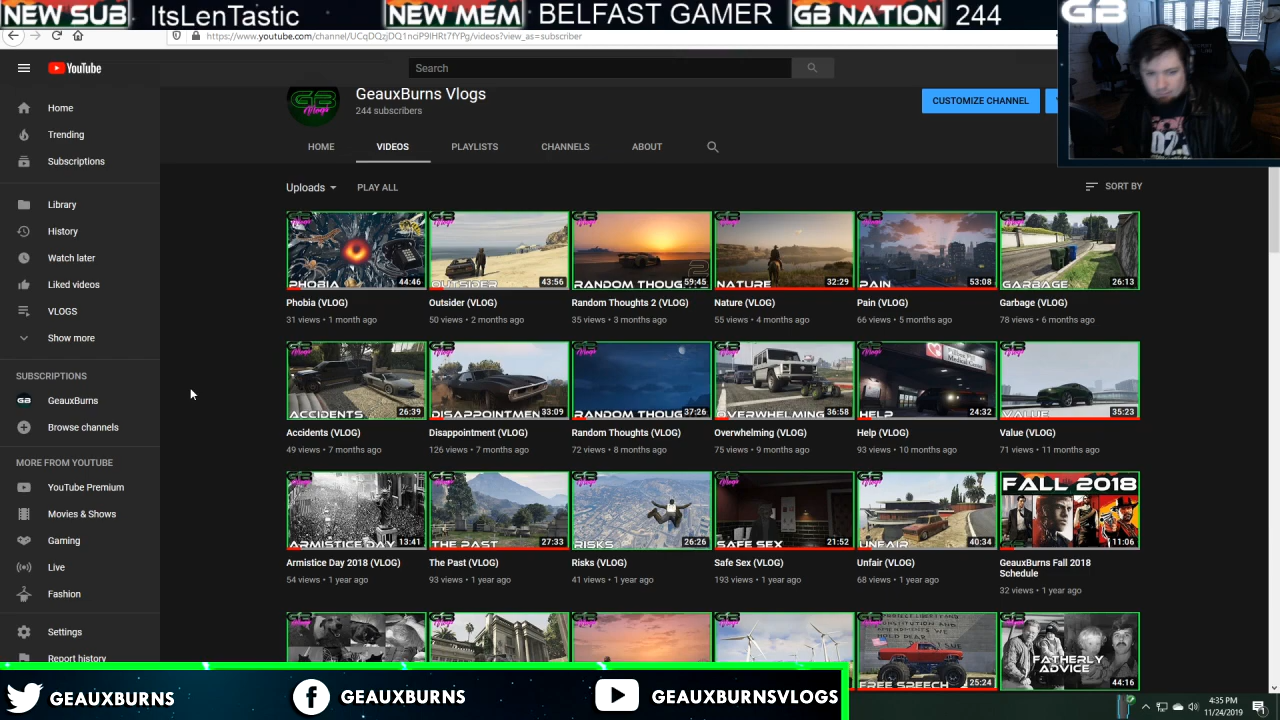 NEW SUB ItsLenTastic NEW MEM BELFAST GAMER GB NATION 244
GB
YouTube
Search
GeauxBurns Vlogs
244 subscribers
CUSTOMIZE CHANNEL
HOME VIDEOS PLAYLISTS CHANNELS ABOUT
Uploads PLAY ALL SORT BY
Home
Trending
Subscriptions
Library
History
Watch later
Liked videos
VLOGS
Show more
SUBSCRIPTIONS
GeauxBurns
Browse channels
MORE FROM YOUTUBE
YouTube Premium
Movies & Shows
Gaming
Live
Fashion
Settings
Report history
PHOBIA 44:46
OUTSIDER 43:56
RANDOM THOUG 59:45
NATURE 32:29
PAIN 53:08
GARBAGE 26:13
Phobia (VLOG) Outsider (VLOG) Random Thoughts 2 (VLOG) Nature (VLOG) Pain (VLOG) Garbage (VLOG)
31 views • 1 month ago 50 views • 2 months ago 35 views • 3 months ago 55 views • 4 months ago 66 views • 5 months ago 78 views • 6 months ago
ACCIDENTS 26:39
DISAPPOINTMEN 33:09
RANDOM THOUG 37:26
OVERWHELMING 36:58
HELP 24:32
VALUE 35:23
Accidents (VLOG) Disappointment (VLOG) Random Thoughts (VLOG) Overwhelming (VLOG) Help (VLOG) Value (VLOG)
49 views • 7 months ago 126 views • 7 months ago 72 views • 8 months ago 75 views • 9 months ago 93 views • 10 months ago 71 views • 11 months ago
ARMISTICE DAY 13:41
THE PAST 27:33
RISKS 26:26
SAFE SEX 21:52
UNFAIR 40:34
FALL 2018 11:06
Armistice Day 2018 (VLOG) The Past (VLOG) Risks (VLOG) Safe Sex (VLOG) Unfair (VLOG) GeauxBurns Fall 2018
Schedule
54 views • 1 year ago 93 views • 1 year ago 41 views • 1 year ago 193 views • 1 year ago 68 views • 1 year ago 32 views • 1 year ago
FREE SPEECH 25:24
FATHERLY
ADVICE 44:16
GEAUXBURNS GEAUXBURNS GEAUXBURNSVLOGS
4:35 PM
11/24/2019